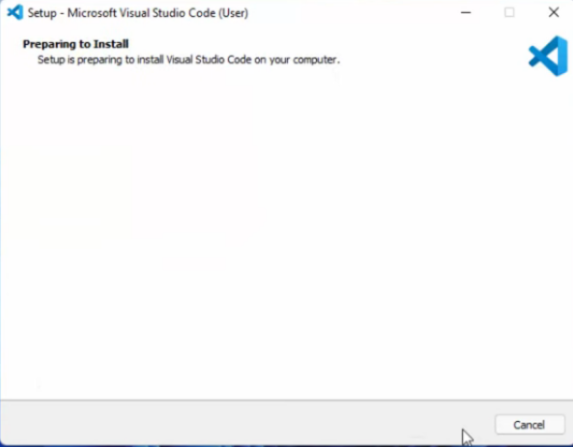 Setup - Microsoft Visual Studio Code (User)
Preparing to Install
Setup is preparing to install Visual Studio Code on your computer.
Cancel